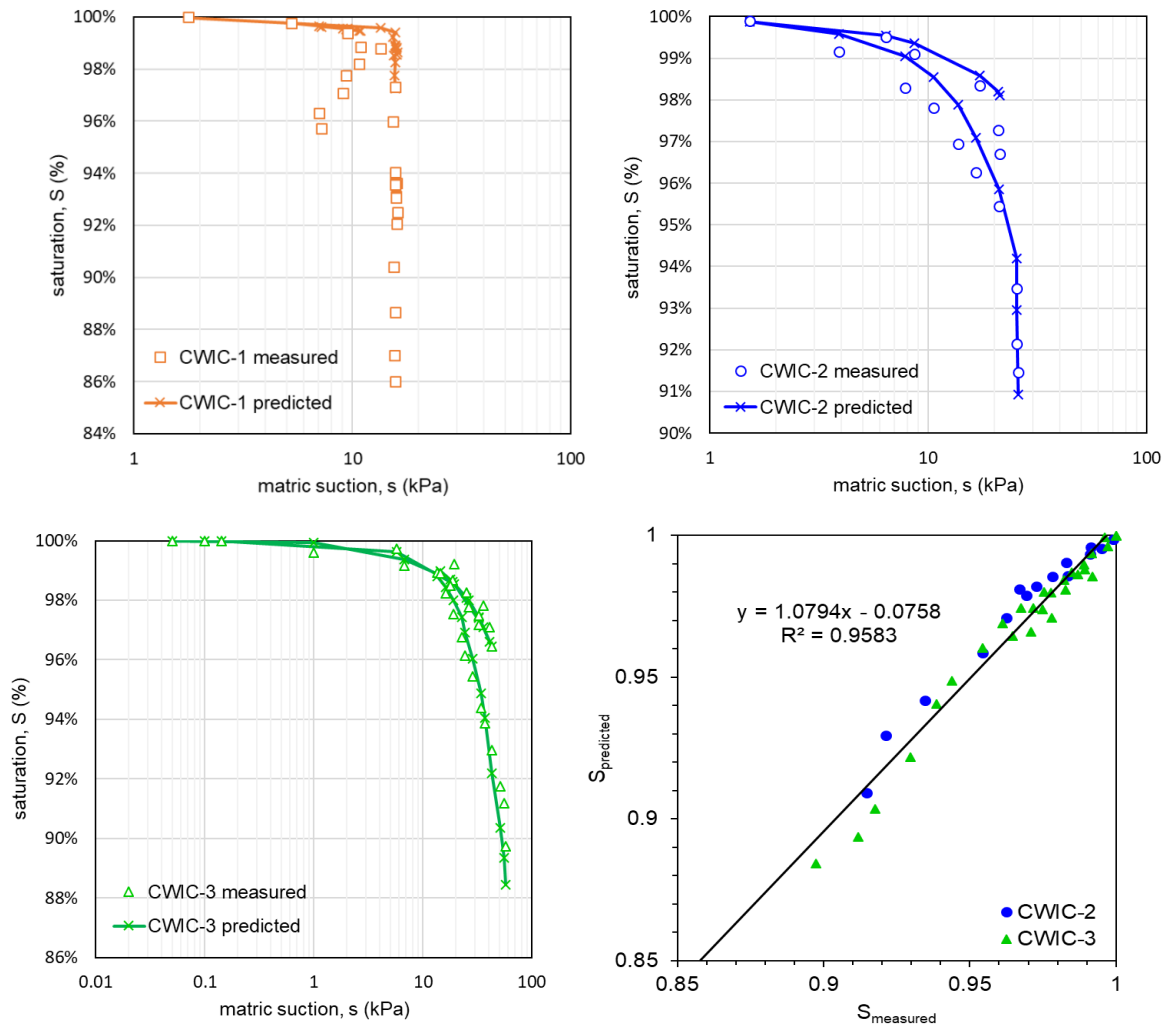 100%
98%
96%
94%
92%
90%
88%
86%
84%
saturation, S (%)
CWIC-1 measured
CWIC-1 predicted
1
10
100
matric suction, s (kPa)
100%
99%
98%
97%
96%
95%
94%
93%
92%
91%
90%
saturation, S (%)
CWIC-2 measured
CWIC-2 predicted
1
10
100
matric suction, s (kPa)
100%
98%
96%
94%
92%
90%
88%
86%
saturation, S (%)
CWIC-3 measured
CWIC-3 predicted
0.01
0.1
1
10
100
matric suction, s (kPa)
1
0.95
0.9
0.85
Spredicted
y = 1.0794x - 0.0758
R² = 0.9583
CWIC-2
CWIC-3
0.85
0.9
0.95
1
Smeasured